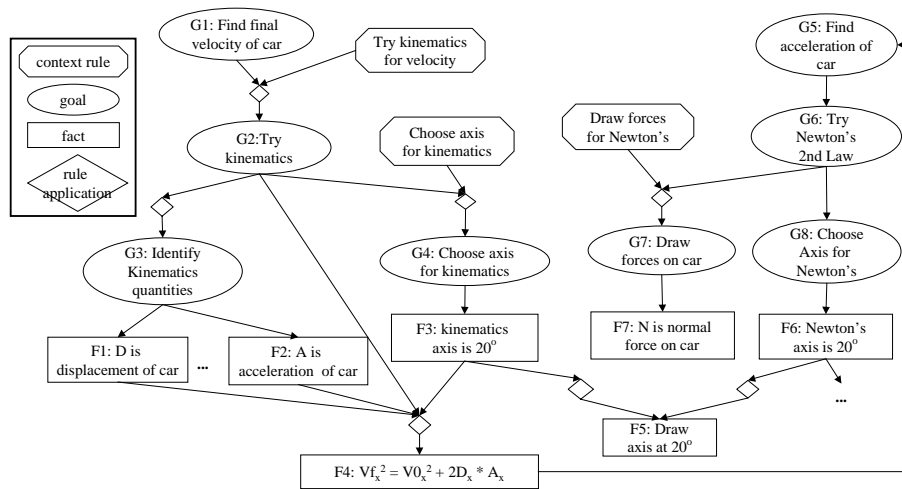 context rule
goal
fact
rule
application
G1: Find final
velocity of car
Try kinematics
for velocity
G2:Try
kinematics
Choose axis
for kinematics
G3: Identify
Kinematics
quantities
G4: Choose axis
for kinematics
F1: D is
displacement of car
...
F2: A is
acceleration of car
F3: kinematics
axis is 20°
F4: Vfₓ² = V0ₓ² + 2Dₓ * Aₓ
Draw forces
for Newton's
G5: Find
acceleration of
car
G6: Try
Newton's
2nd Law
G7: Draw
forces on car
G8: Choose
Axis for
Newton's
F7: N is normal
force on car
F6: Newton's
axis is 20°
...
F5: Draw
axis at 20°